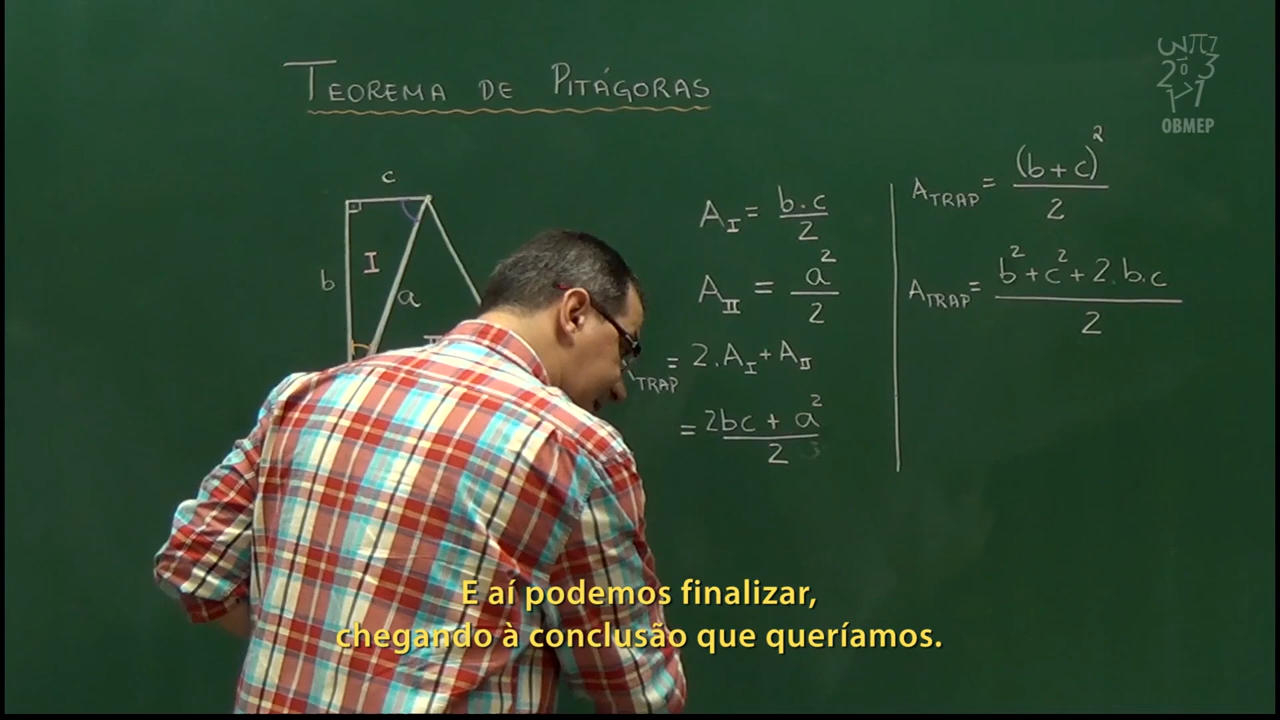 TEOREMA DE PITÁGORAS
c
b
I
a
A_I = b.c / 2
A_II = a² / 2
TRAP = 2.A_I + A_II
= 2bc + a² / 2
A_TRAP = (b+c)² / 2
A_TRAP = b²+c²+2.b.c / 2
OBMEP
E aí podemos finalizar,
chegando à conclusão que queríamos.